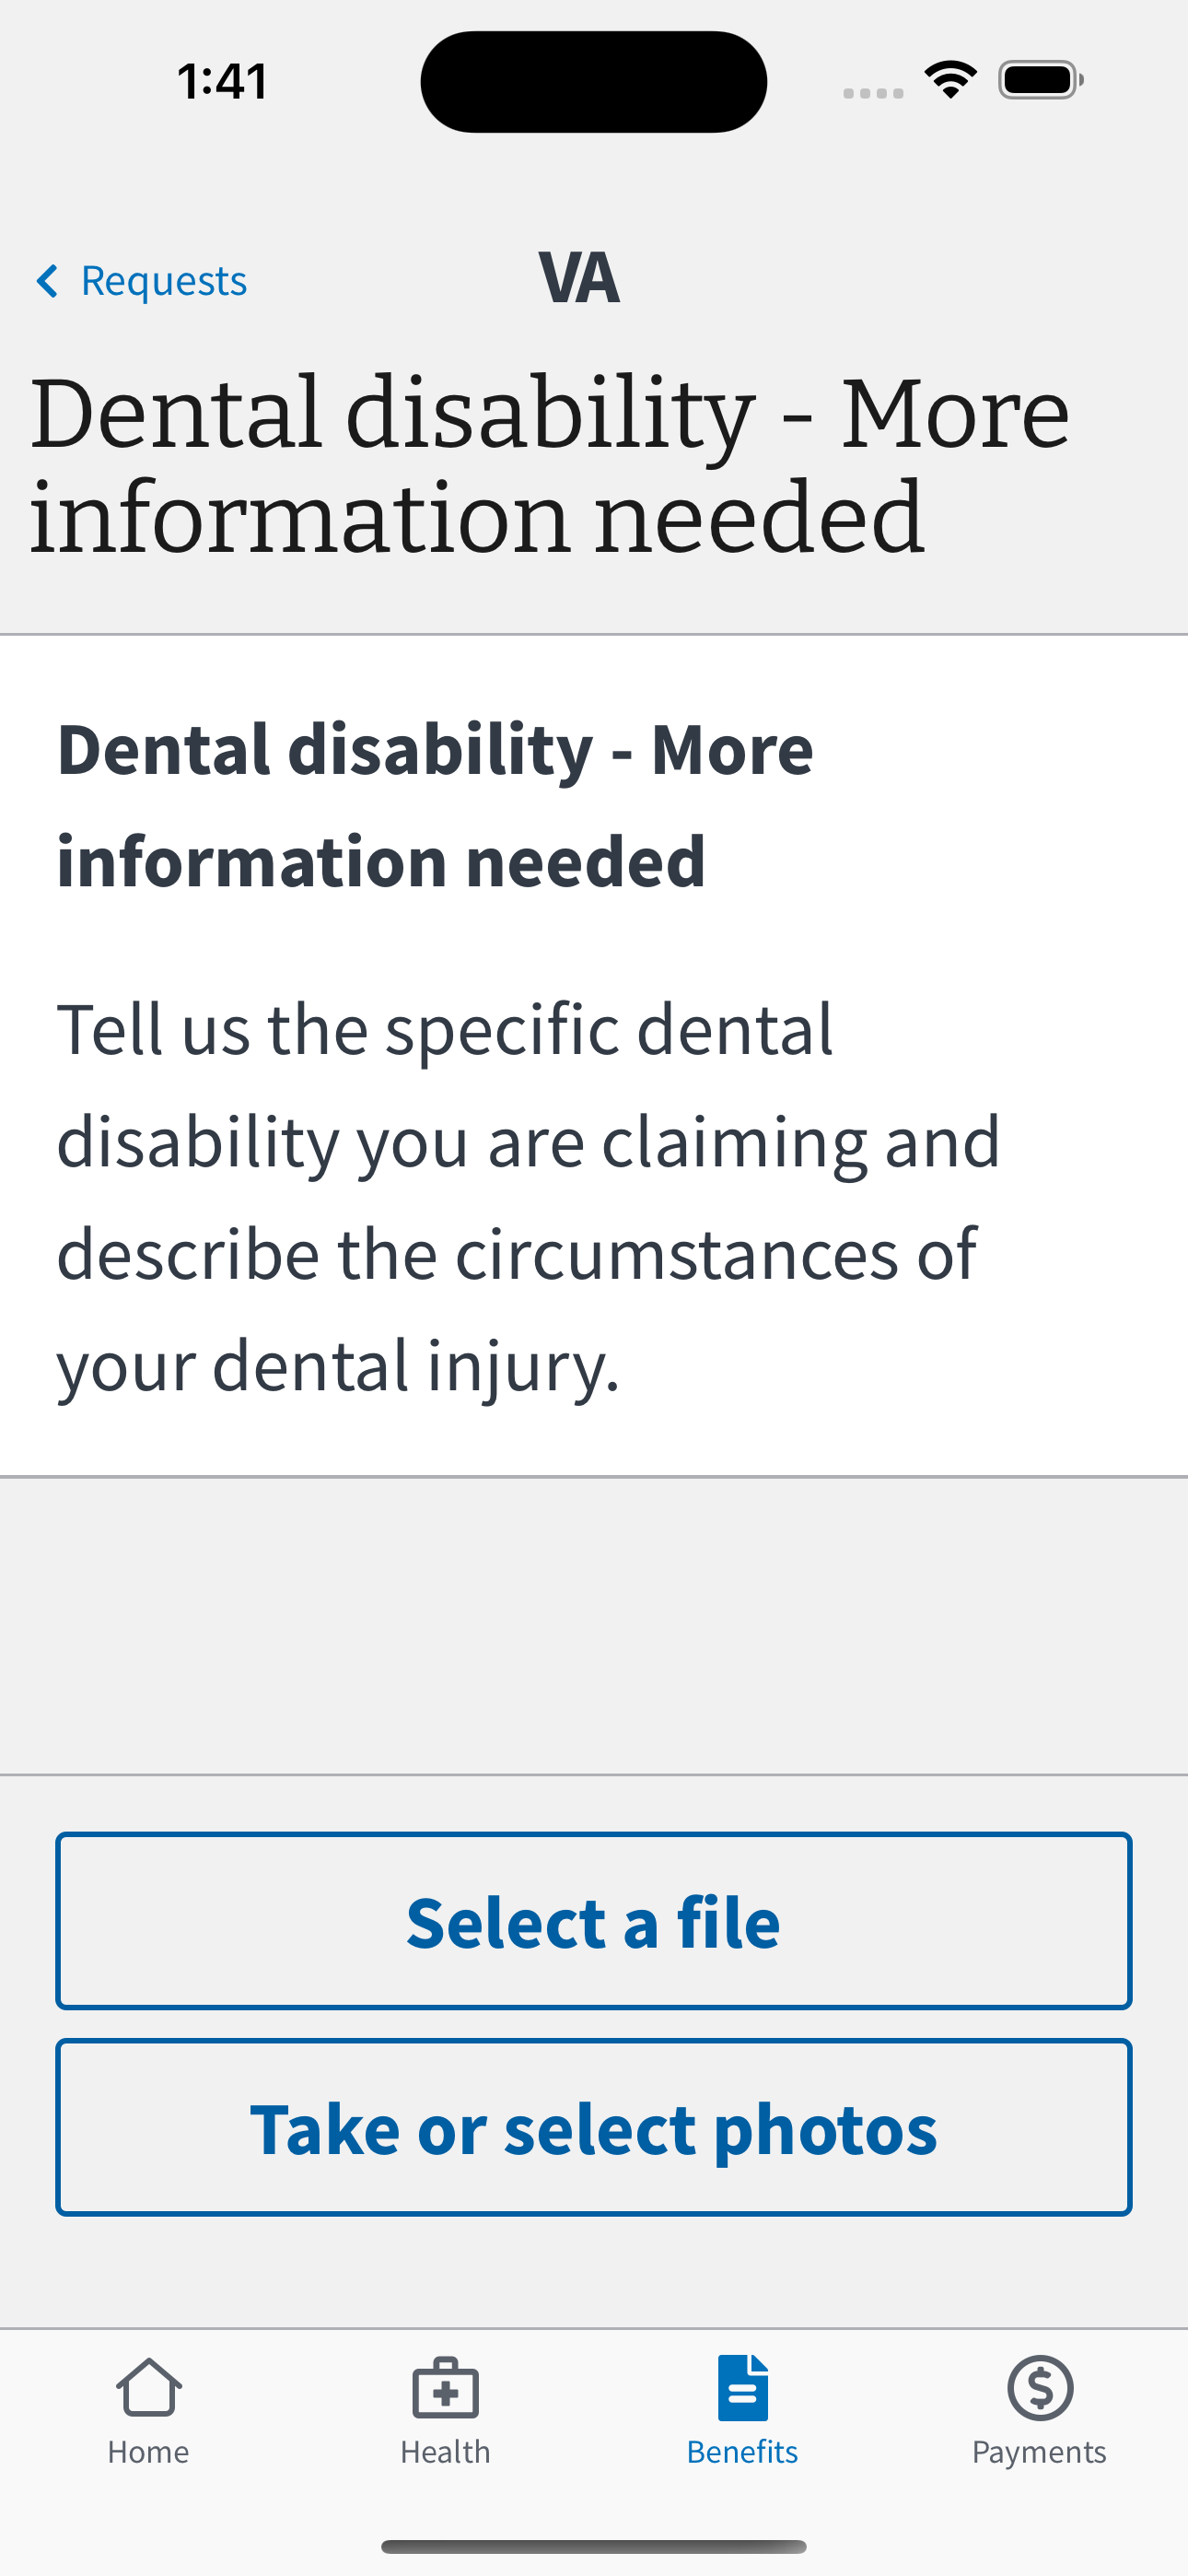 1:41
Requests
VA
Dental disability - More
information needed
Dental disability - More
information needed
Tell us the specific dental
disability you are claiming and
describe the circumstances of
your dental injury.
Select a file
Take or select photos
Home
Health
Benefits
Payments